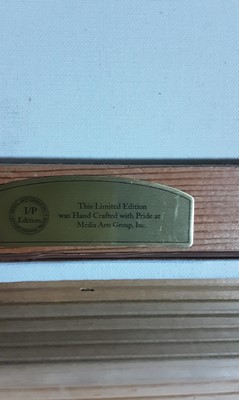 I/P
Edition
This Limited Edition
was Hand Crafted with Pride at
Media Arts Group, Inc.